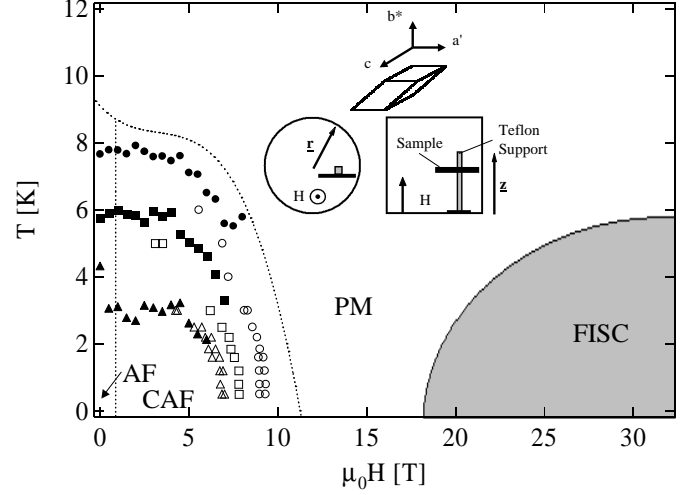 12
10
8
6
4
2
0
T [K]
b*
a'
c
r
H
Sample
Teflon
Support
H
z
PM
FISC
AF
CAF
0
5
10
15
20
25
30
μ₀H [T]